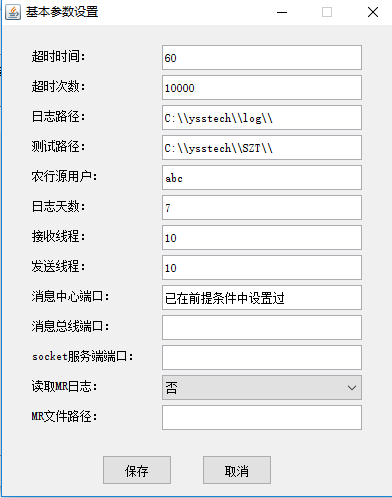 基本参数设置
超时时间： 60
超时次数： 10000
日志路径： C:\\ysstech\\log\\
测试路径： C:\\ysstech\\SZT\\
农行源用户： abc
日志天数： 7
接收线程： 10
发送线程： 10
消息中心端口： 已在前提条件中设置过
消息总线端口：
socket服务端端口：
读取MR日志： 否
MR文件路径：
保存 取消